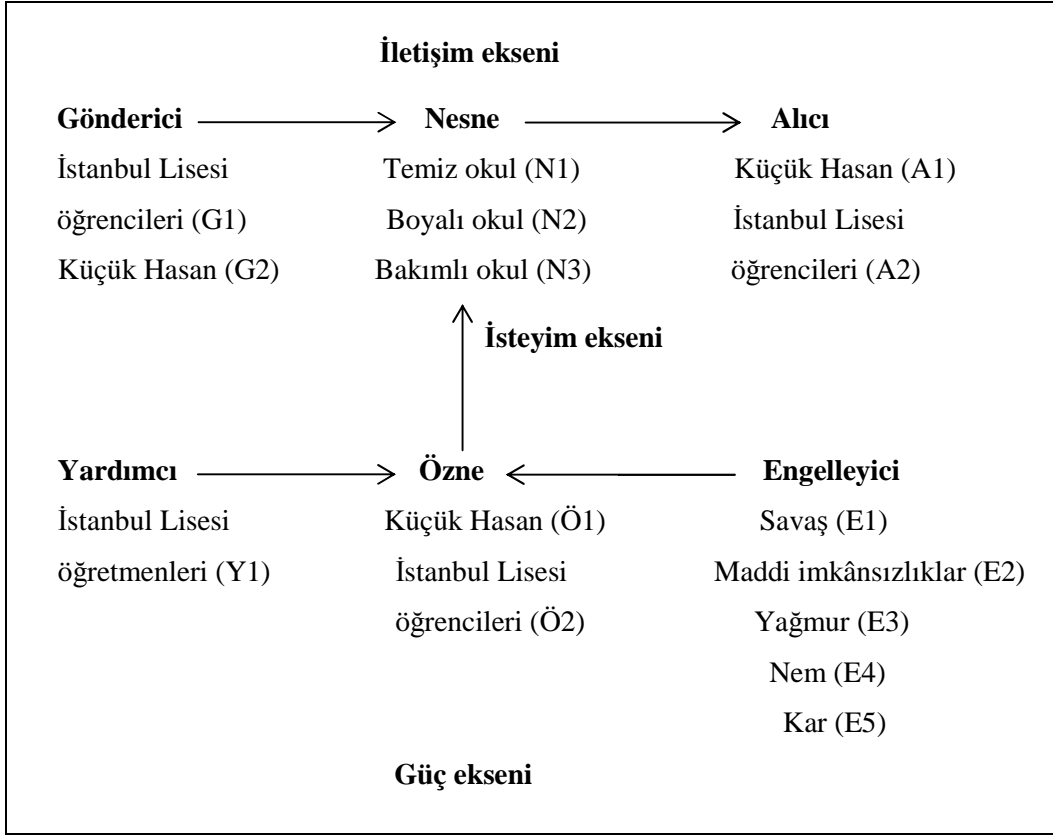 İletişim ekseni
Gönderici Nesne Alıcı
İstanbul Lisesi Temiz okul (N1) Küçük Hasan (A1)
öğrencileri (G1) Boyalı okul (N2) İstanbul Lisesi
Küçük Hasan (G2) Bakımlı okul (N3) öğrencileri (A2)
İsteyim ekseni
Yardımcı Özne Engelleyici
İstanbul Lisesi Küçük Hasan (Ö1) Savaş (E1)
öğretmenleri (Y1) İstanbul Lisesi Maddi imkânsızlıklar (E2)
öğrencileri (Ö2) Yağmur (E3)
Nem (E4)
Kar (E5)
Güç ekseni